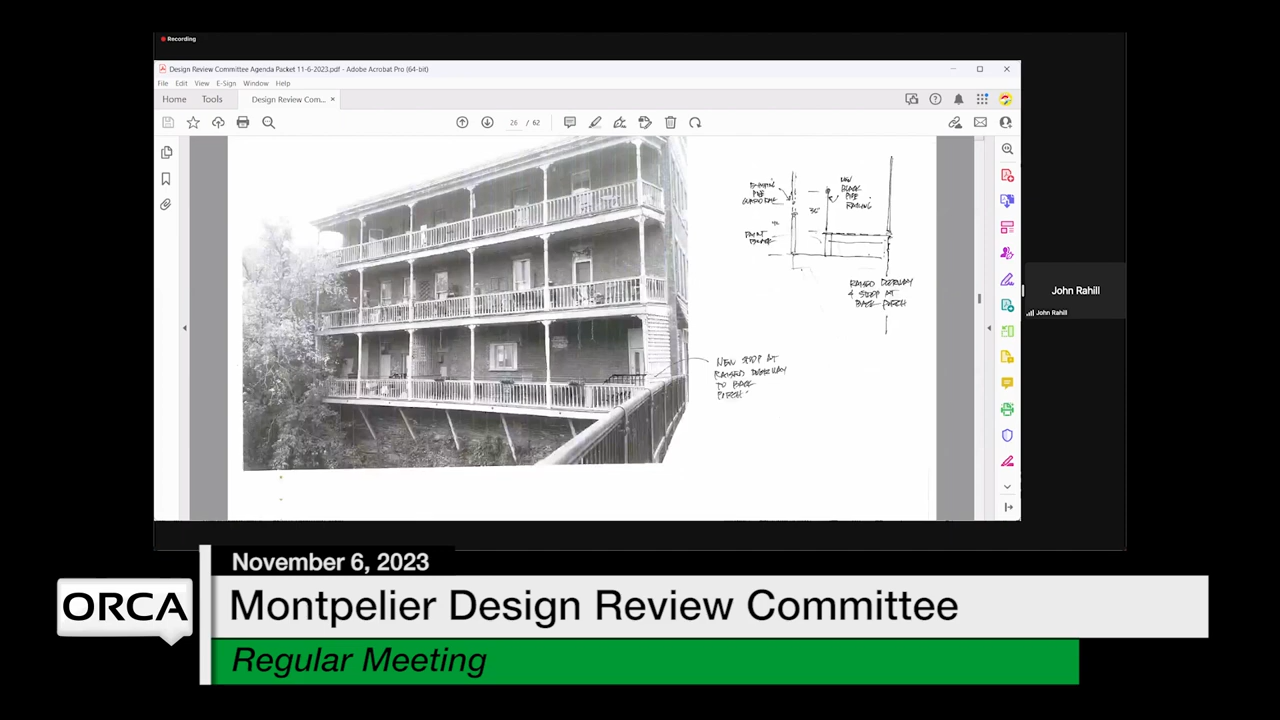 Recording
Design Review Committee Agenda Packet 11-6-2023.pdf - Adobe Acrobat Pro (64-bit)
File Edit View E-Sign Window Help
Home Tools Design Review Com... ×
26 / 62
EXISTING
PIPE
GUARDRAIL
NEW
BLACK
PIPE
RAILING
36"
PAINT
BLACK
RAISED DOORWAY
& STOOP AT
BACK PORCH
NEW STOOP AT
RAISED DOORWAY
TO BACK
PORCH
John Rahill
John Rahill
November 6, 2023
ORCA
Montpelier Design Review Committee
Regular Meeting